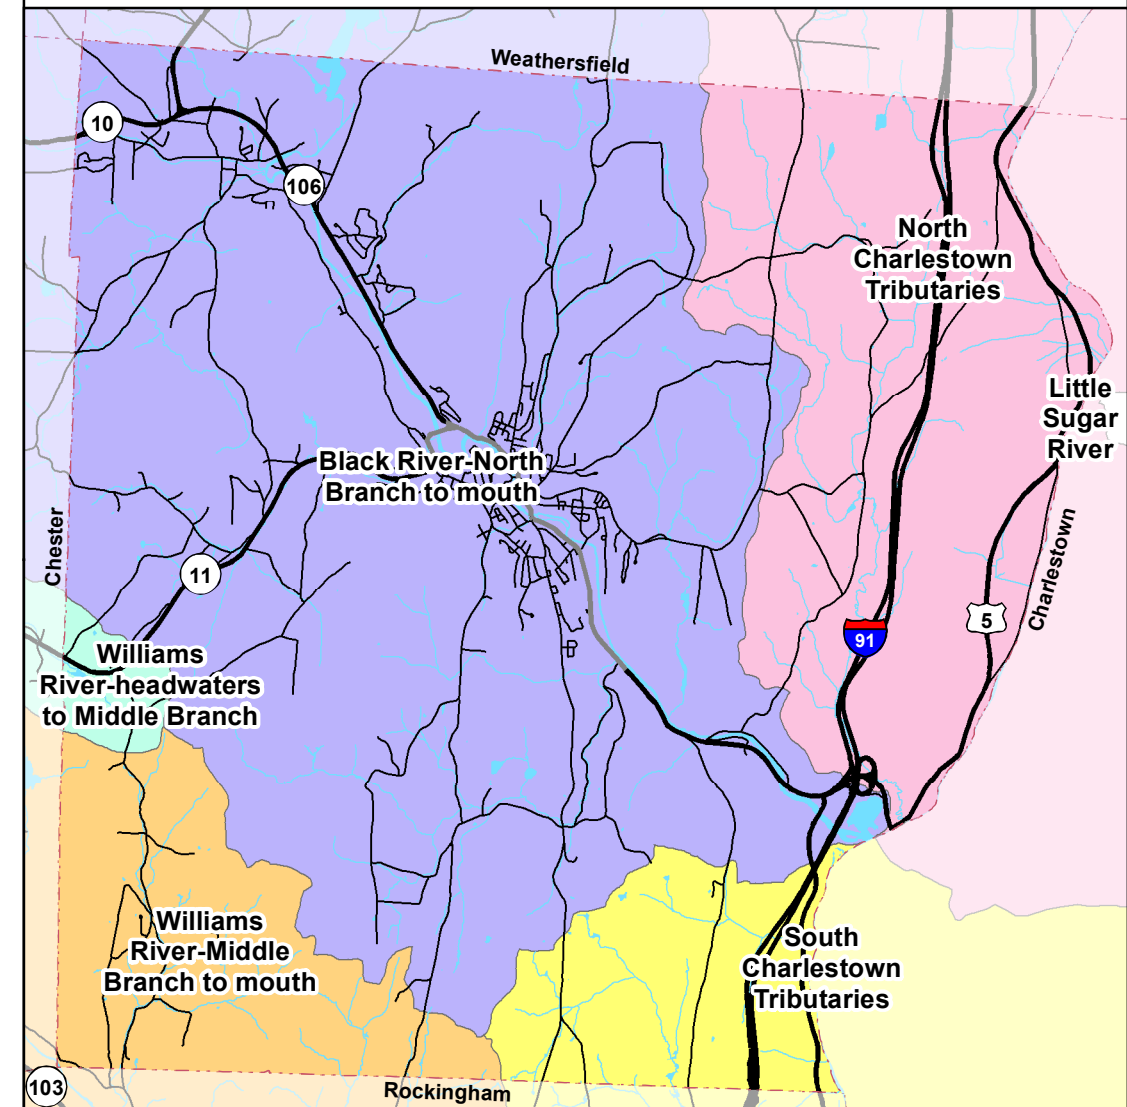 Weathersfield
10
106
North
Charlestown
Tributaries
Little
Sugar
River
Black River-North
Branch to mouth
Chester
11
Charlestown
5
91
Williams
River-headwaters
to Middle Branch
Williams
River-Middle
Branch to mouth
South
Charlestown
Tributaries
103
Rockingham